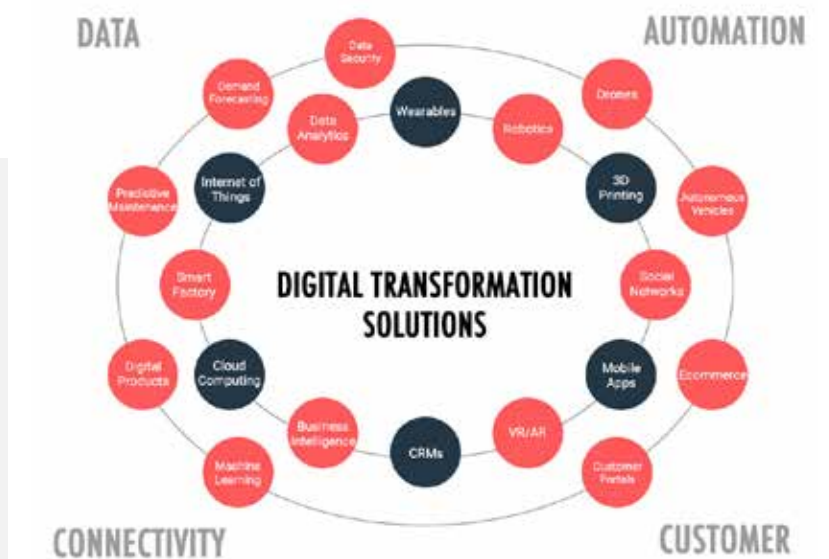 DATA
AUTOMATION
Data
Security
Demand
Forecasting
Drones
Data
Analytics
Wearables
Robotics
Predictive
Maintenance
Internet of
Things
3D
Printing
Autonomous
Vehicles
Smart
Factory
DIGITAL TRANSFORMATION
SOLUTIONS
Social
Networks
Digital
Products
Cloud
Computing
Mobile
Apps
Ecommerce
Business
Intelligence
CRMs
VR/AR
Machine
Learning
Customer
Portals
CONNECTIVITY
CUSTOMER